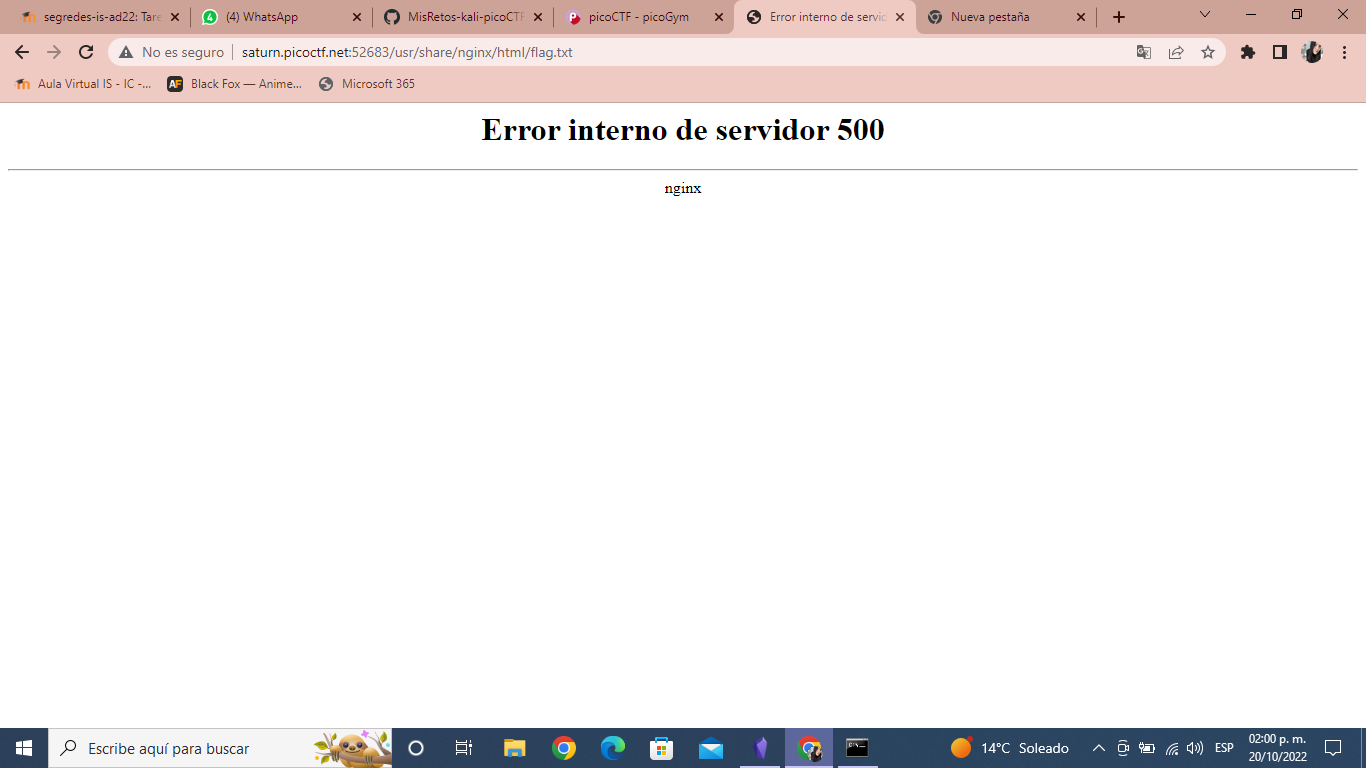 segredes-is-ad22: Tare
(4) WhatsApp
MisRetos-kali-picoCTF
picoCTF - picoGym
Error interno de servid
Nueva pestaña
No es seguro
saturn.picoctf.net:52683/usr/share/nginx/html/flag.txt
Aula Virtual IS - IC -...
Black Fox — Anime...
Microsoft 365
Error interno de servidor 500
nginx
Escribe aquí para buscar
14°C Soleado
ESP
02:00 p. m.
20/10/2022